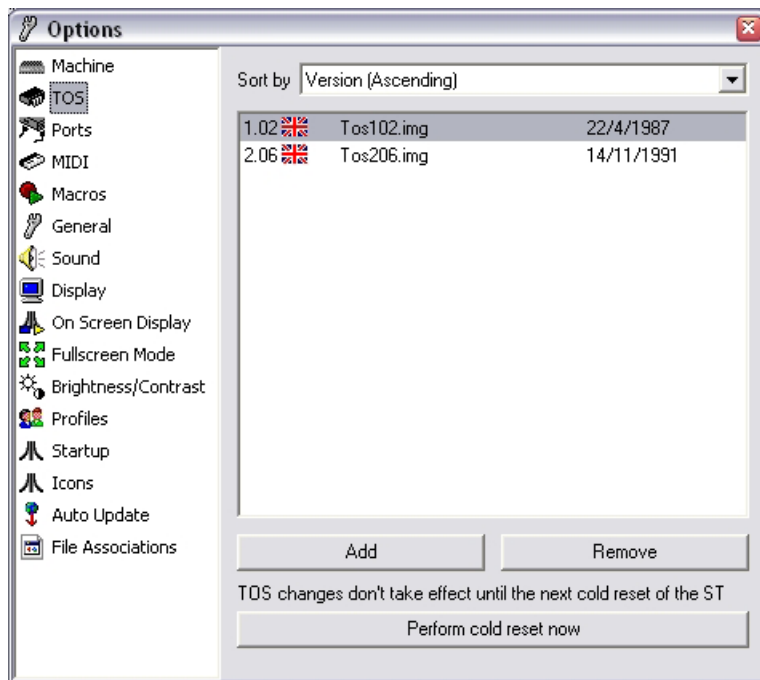 Options
Machine
TOS
Ports
MIDI
Macros
General
Sound
Display
On Screen Display
Fullscreen Mode
Brightness/Contrast
Profiles
Startup
Icons
Auto Update
File Associations
Sort by Version (Ascending)
1.02 Tos102.img 22/4/1987
2.06 Tos206.img 14/11/1991
Add Remove
TOS changes don't take effect until the next cold reset of the ST
Perform cold reset now